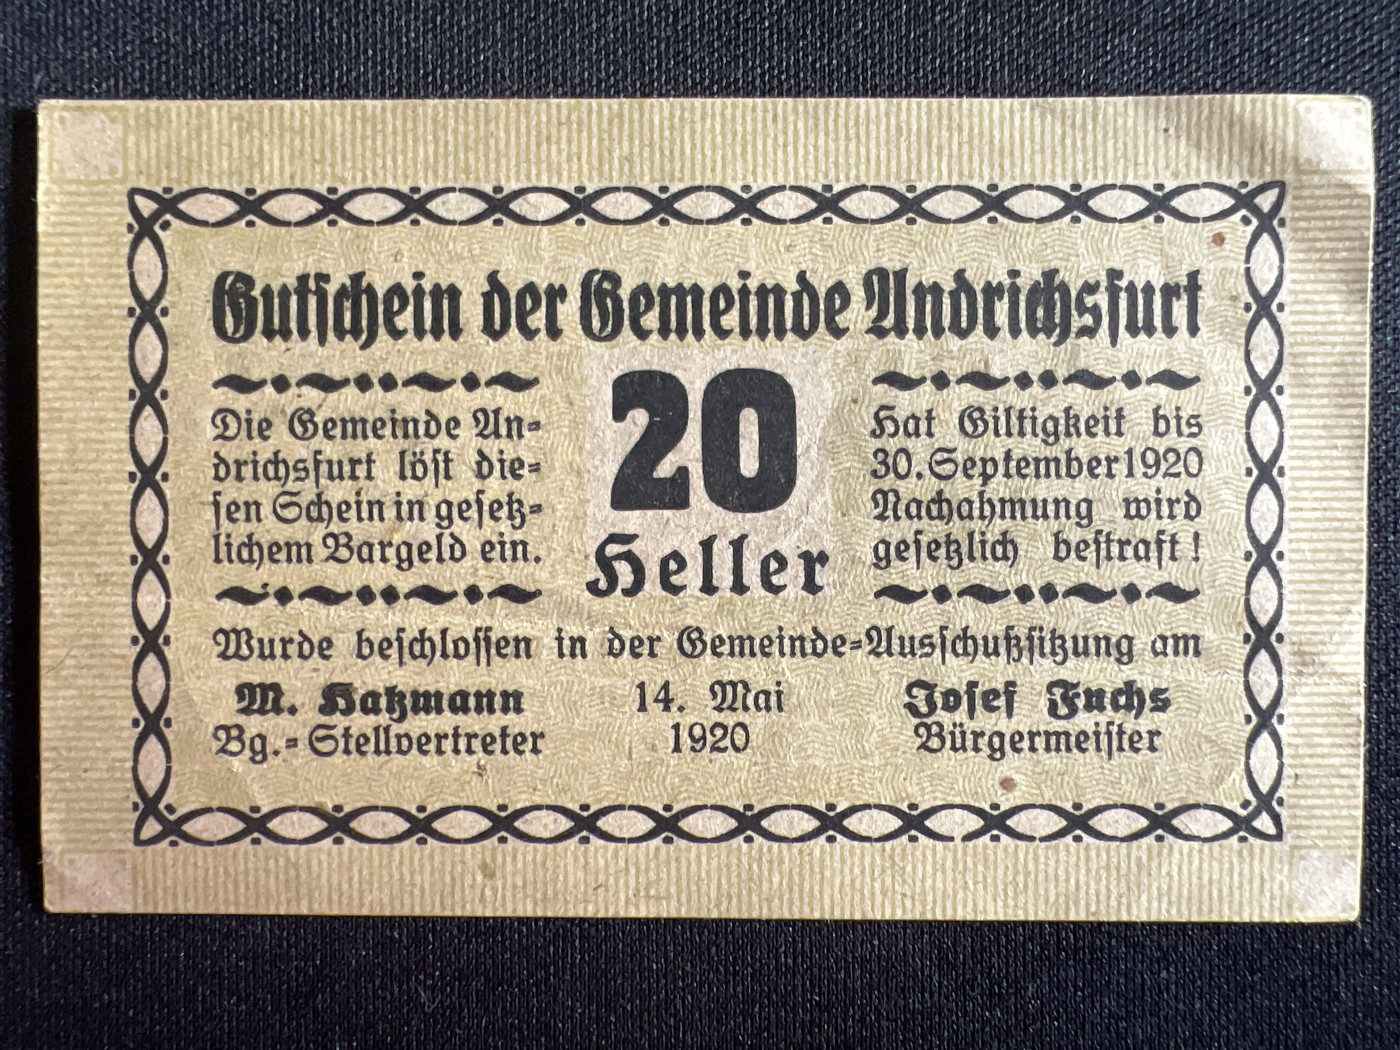 Gutschein der Gemeinde Andrichsfurt
Die Gemeinde An-
drichsfurt löst die-
sen Schein in gesetz-
lichem Bargeld ein.
20
Heller
Hat Giltigkeit bis
30. September 1920
Nachahmung wird
gesetzlich bestraft!
Wurde beschlossen in der Gemeinde-Ausschußsitzung am
M. Hatzmann
Bg.-Stellvertreter
14. Mai
1920
Josef Fuchs
Bürgermeister